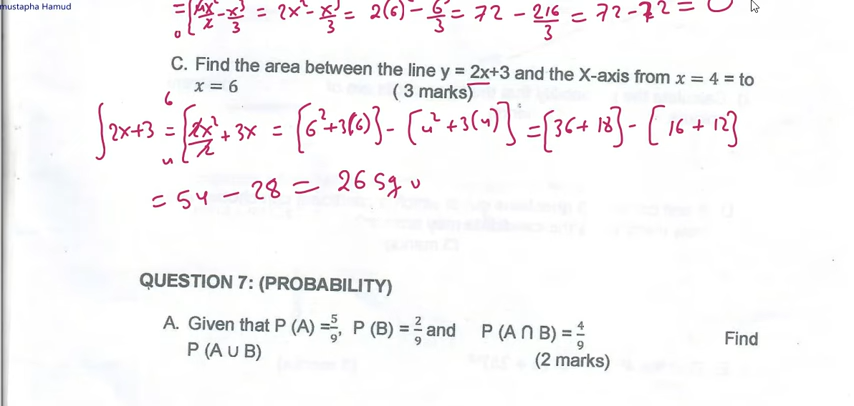 mustapha Hamud
= [4x²/2 - x³/3 = 2x² - x³/3 = 2(6)² - 6³/3 = 72 - 216/3 = 72 - 72 = 0
0
C. Find the area between the line y = 2x+3 and the X-axis from x = 4 = to
x = 6 ( 3 marks)
6
∫ 2x+3 = [2x²/2 + 3x = [6²+3(6)] - [4²+3(4)] = [36+18] - [16+12]
4
= 54 - 28 = 26 sq u
QUESTION 7: (PROBABILITY)
A. Given that P (A) = 5/9, P (B) = 2/9 and P (A ∩ B) = 4/9 Find
P (A ∪ B) (2 marks)